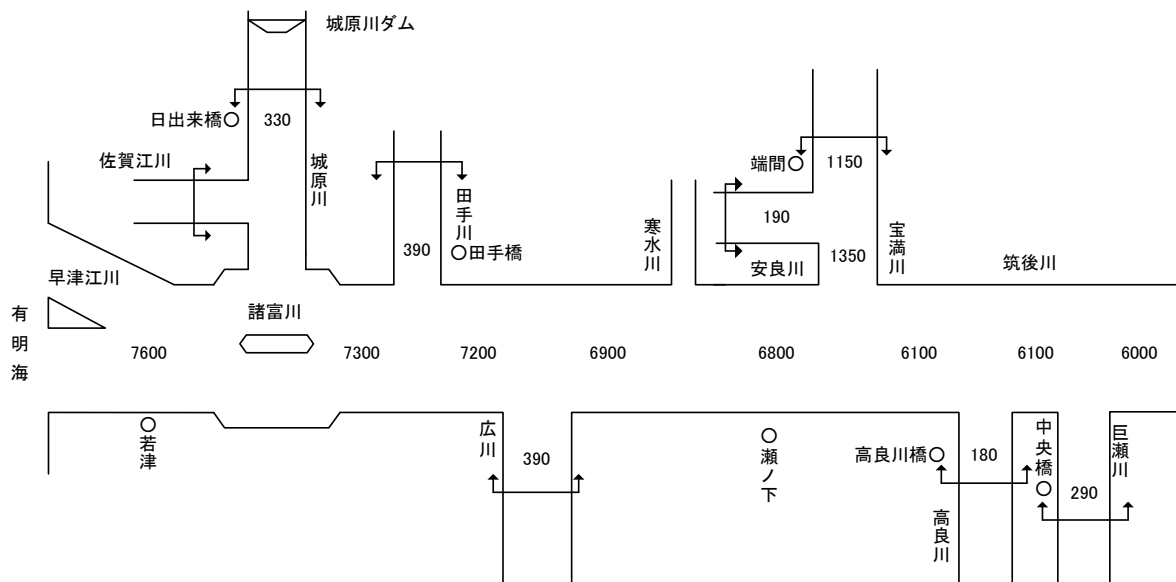 城原川ダム
日出来橋
330
佐賀江川
城原川
390
田手川
田手橋
寒水川
端間
1150
190
安良川
1350
宝満川
筑後川
早津江川
諸富川
有明海
7600
7300
7200
6900
6800
6100
6100
6000
若津
広川
390
瀬ノ下
高良川橋
180
高良川
中央橋
290
巨瀬川